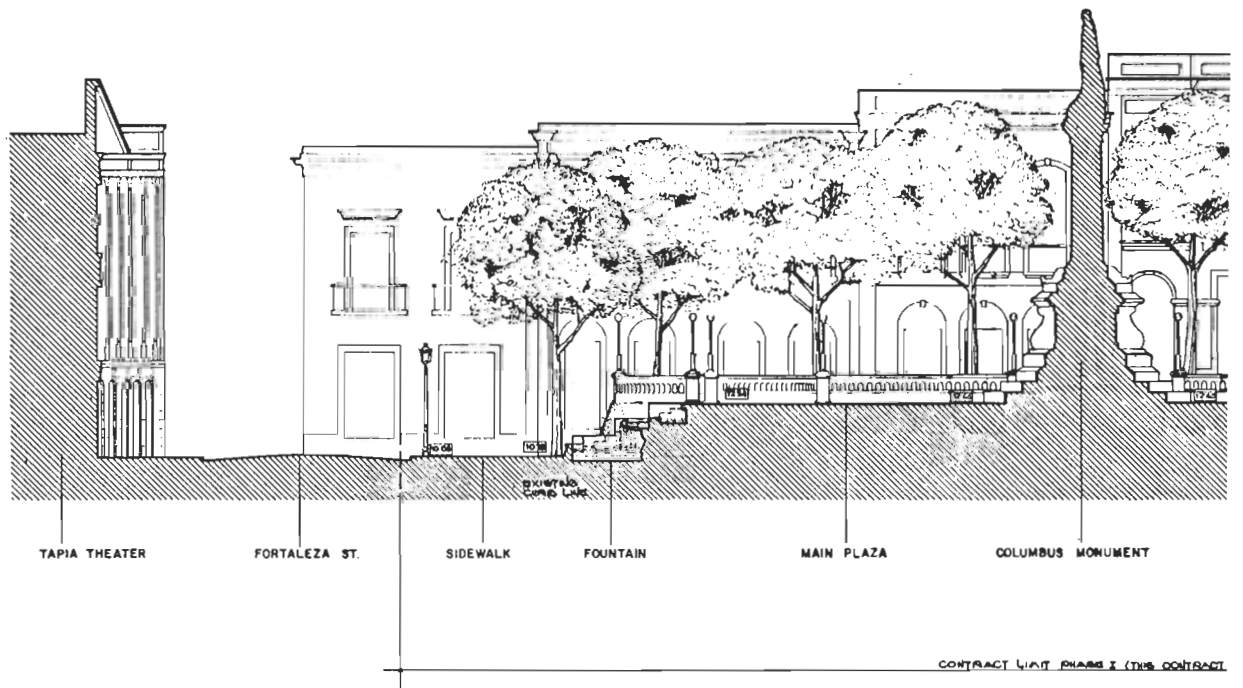 EXISTING
CURB LINE
TAPIA THEATER
FORTALEZA ST.
SIDEWALK
FOUNTAIN
MAIN PLAZA
COLUMBUS MONUMENT
CONTRACT LIMIT PHASE I (THIS CONTRACT